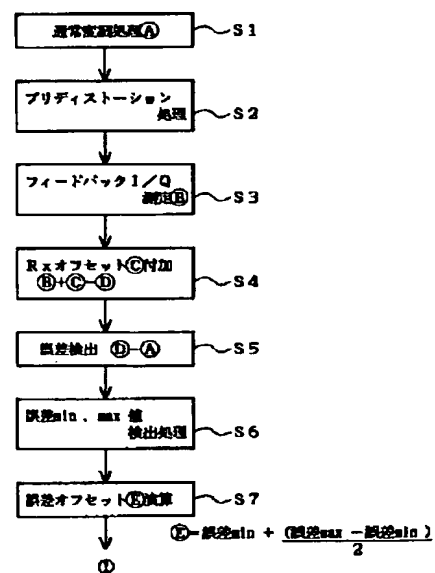 通常変調処理Ⓐ S1
プリディストーション
処理 S2
フィードバックI/Q
測定Ⓑ S3
RxオフセットⒸ付加
Ⓑ+Ⓒ-Ⓓ S4
誤差検出 Ⓓ-Ⓐ S5
誤差min、max 値
検出処理 S6
誤差オフセットⒺ演算 S7
Ⓔ=誤差min + (誤差max -誤差min )
2
①